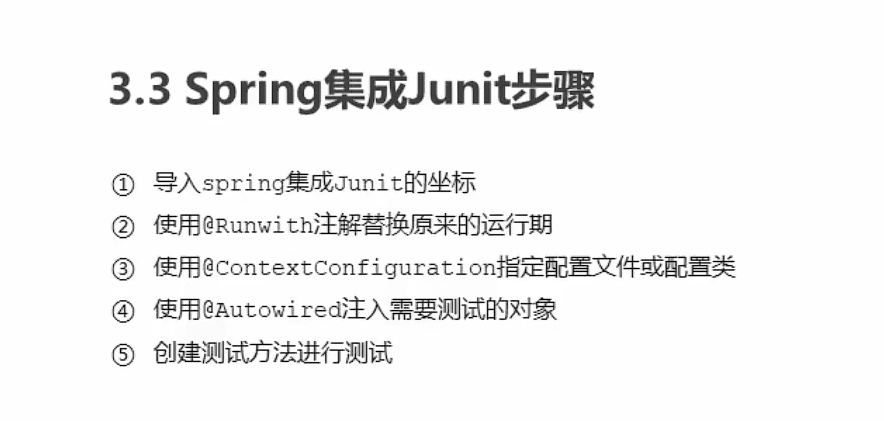 3.3 Spring集成Junit步骤
① 导入spring集成Junit的坐标
② 使用@Runwith注解替换原来的运行期
③ 使用@ContextConfiguration指定配置文件或配置类
④ 使用@Autowired注入需要测试的对象
⑤ 创建测试方法进行测试